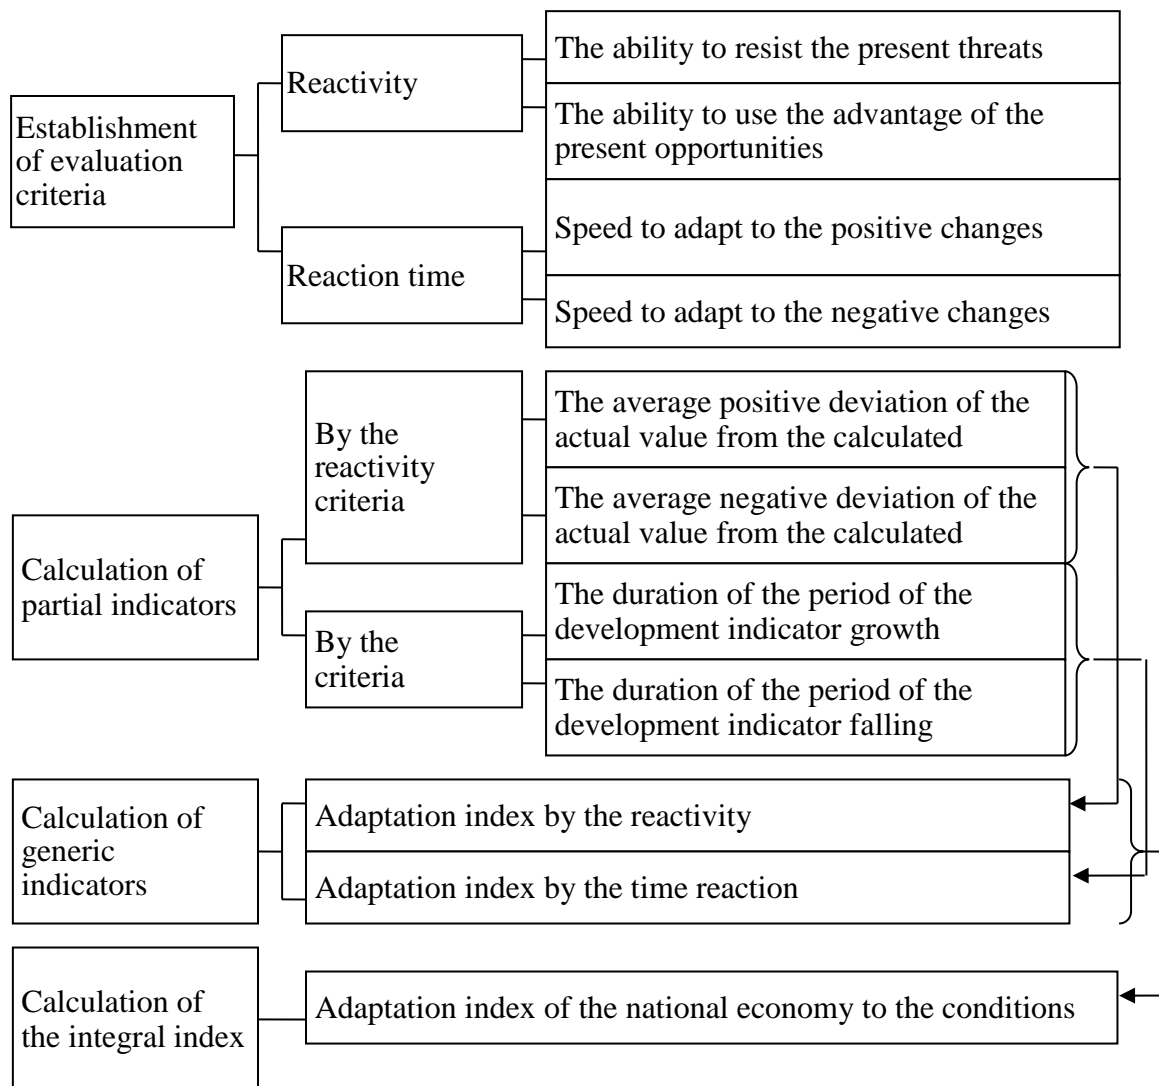 Establishment
of evaluation
criteria
Reactivity
The ability to resist the present threats
The ability to use the advantage of the
present opportunities
Reaction time
Speed to adapt to the positive changes
Speed to adapt to the negative changes
Calculation of
partial indicators
By the
reactivity
criteria
The average positive deviation of the
actual value from the calculated
The average negative deviation of the
actual value from the calculated
By the
criteria
The duration of the period of the
development indicator growth
The duration of the period of the
development indicator falling
Calculation of
generic
indicators
Adaptation index by the reactivity
Adaptation index by the time reaction
Calculation of
the integral index
Adaptation index of the national economy to the conditions